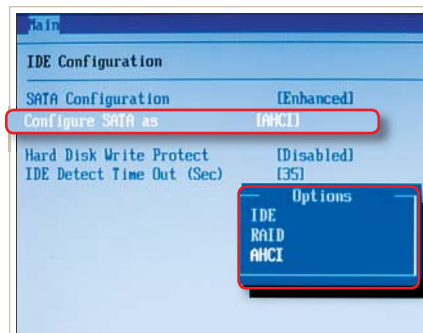 Main
IDE Configuration
SATA Configuration [Enhanced]
Configure SATA as [AHCI]
Hard Disk Write Protect [Disabled]
IDE Detect Time Out (Sec) [35]
Options
IDE
RAID
AHCI